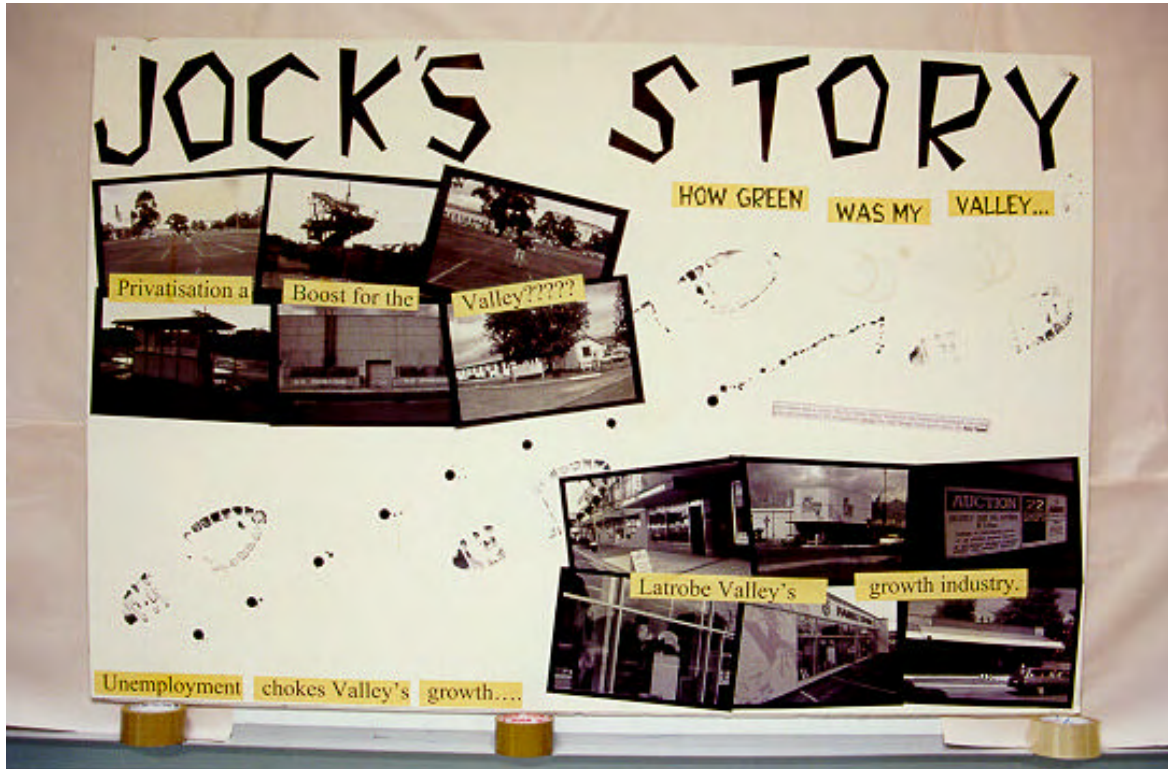 JOCK'S STORY
HOW GREEN WAS MY VALLEY...
Privatisation a Boost for the Valley?????
AUCTION 22
Latrobe Valley's growth industry.
Unemployment chokes Valley's growth....